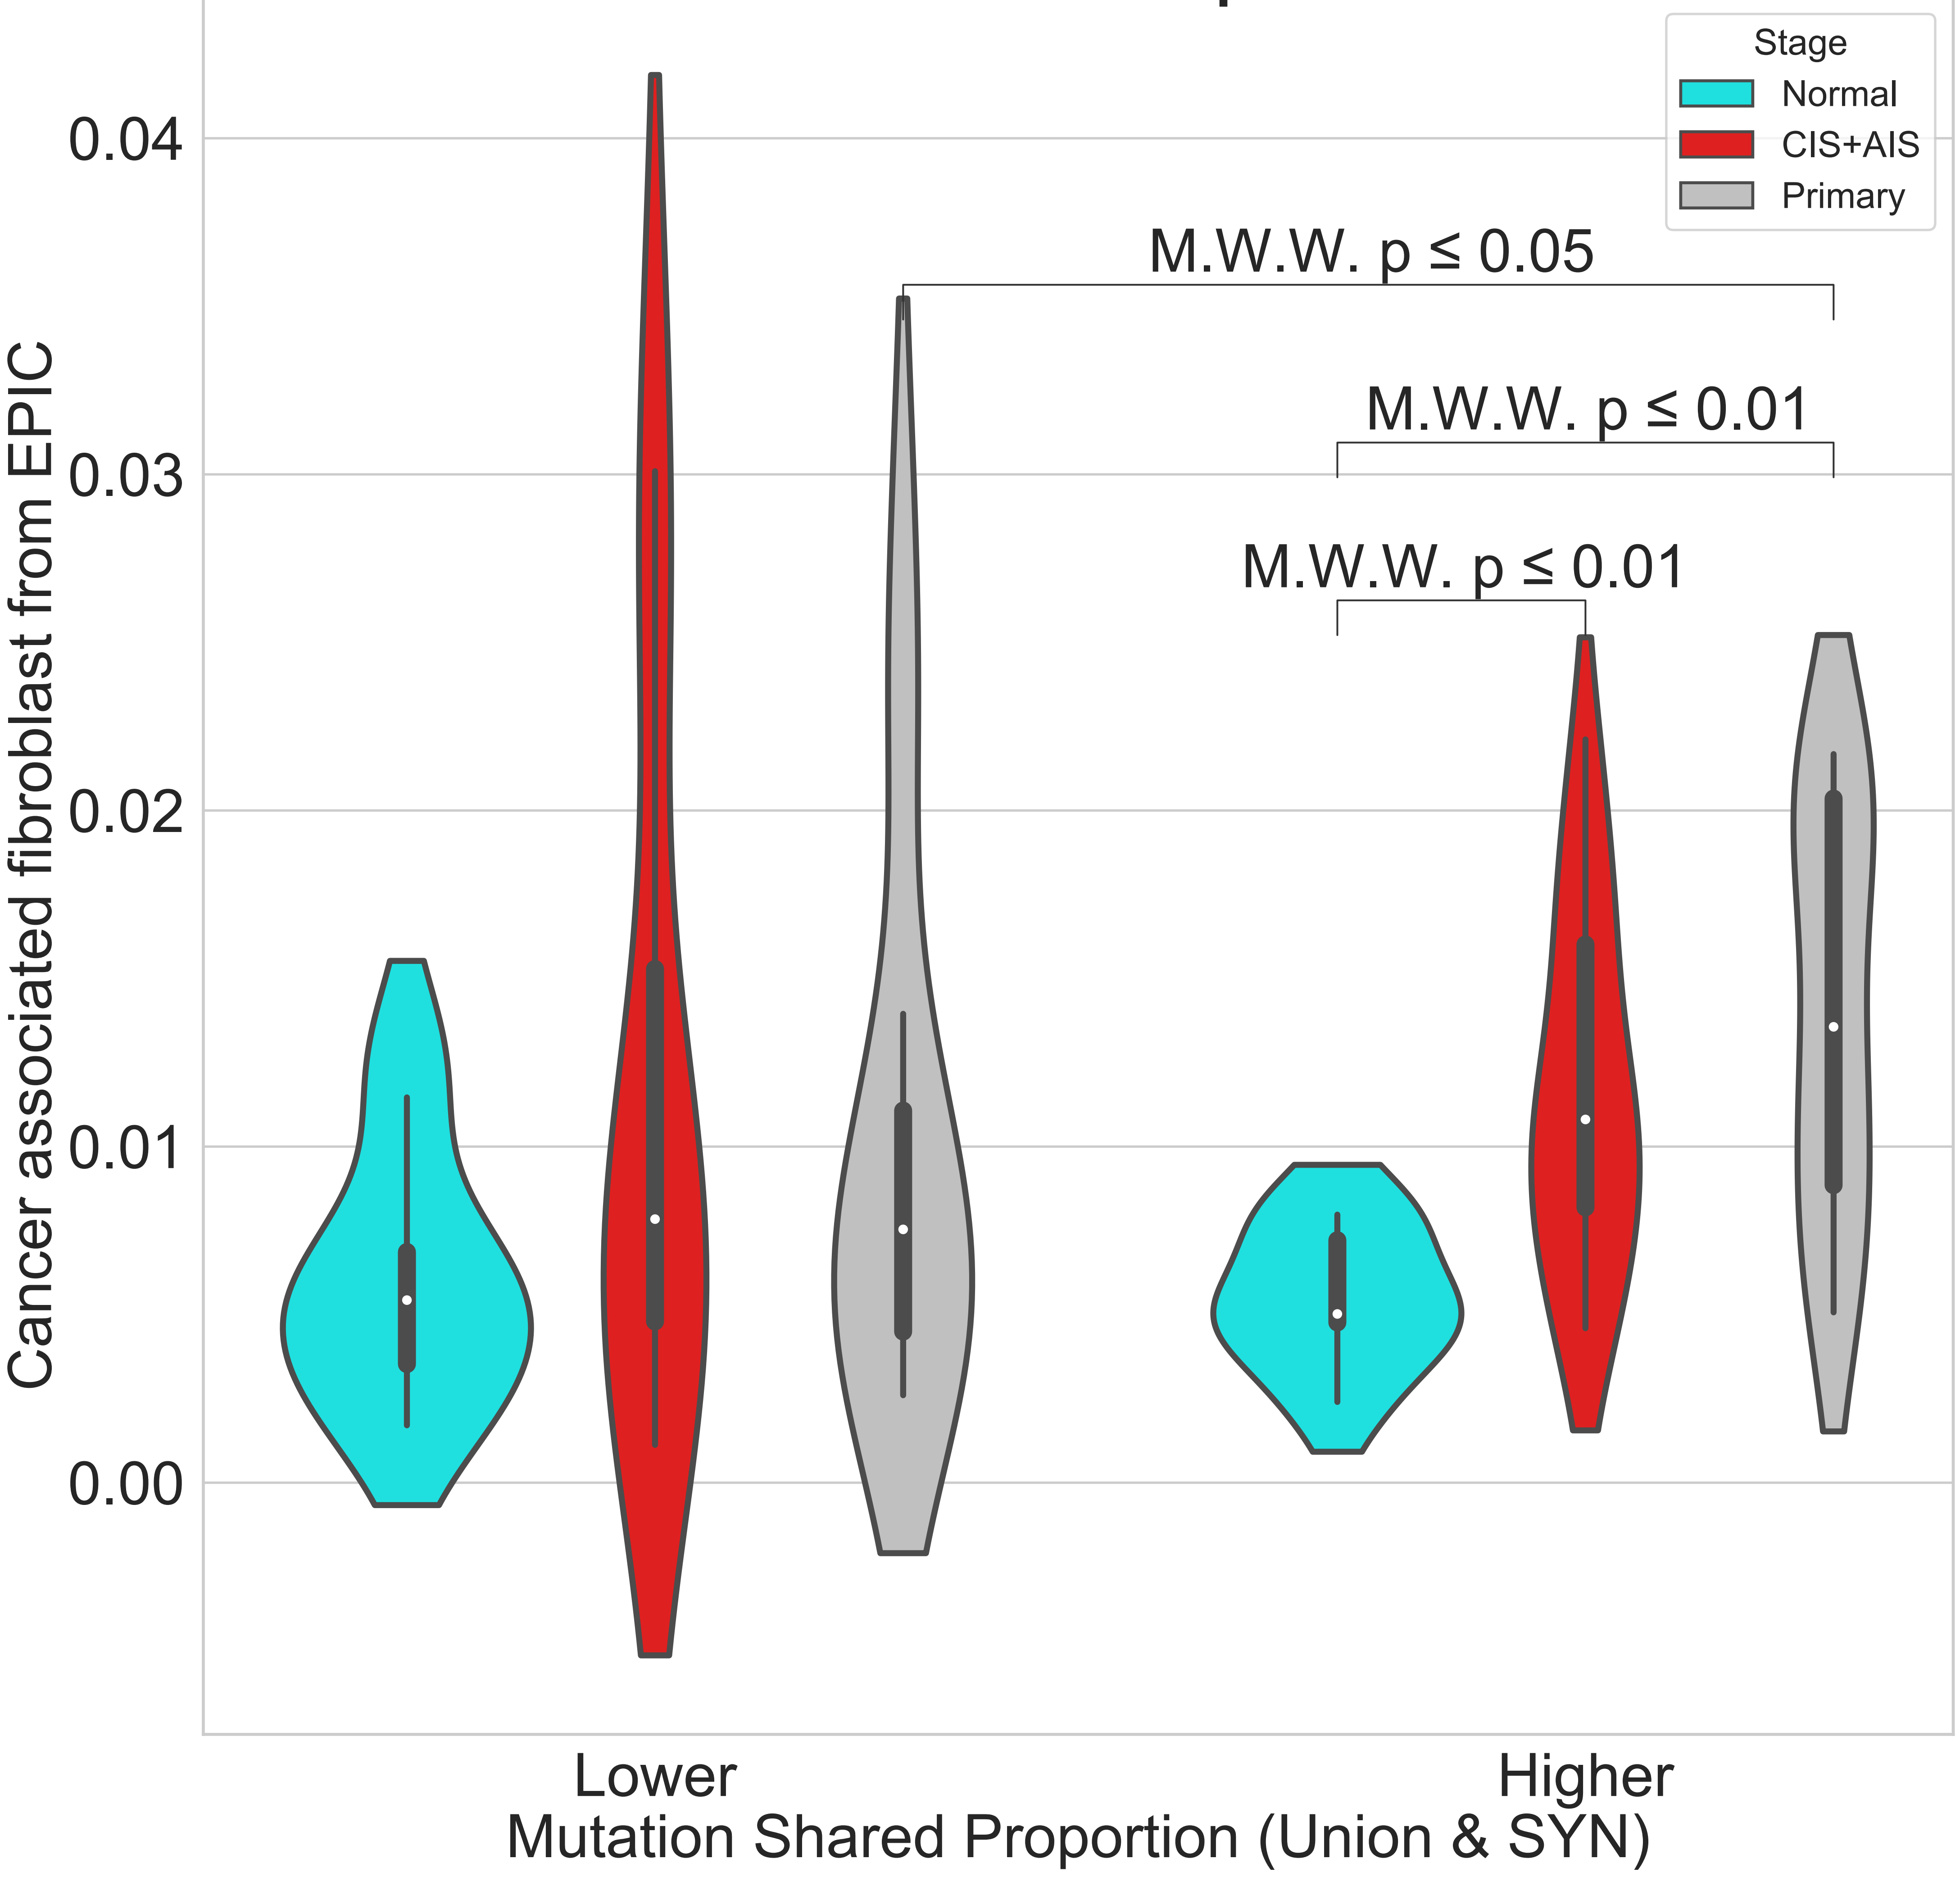 Stage
Normal
CIS+AIS
Primary
M.W.W. p ≤ 0.05
M.W.W. p ≤ 0.01
M.W.W. p ≤ 0.01
Cancer associated fibroblast from EPIC
0.04
0.03
0.02
0.01
0.00
Lower
Higher
Mutation Shared Proportion (Union & SYN)